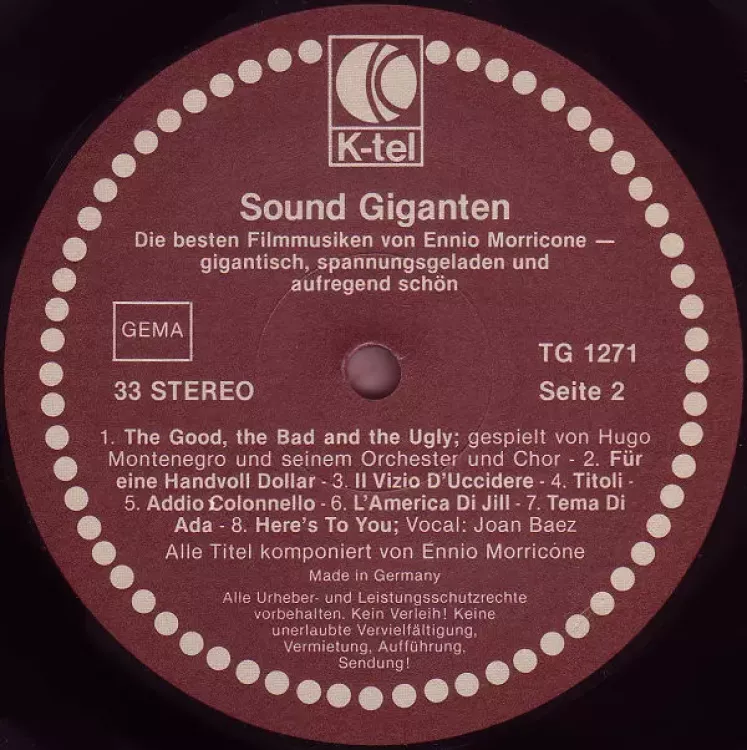 K-tel
Sound Giganten
Die besten Filmmusiken von Ennio Morricone —
gigantisch, spannungsgeladen und
aufregend schön
GEMA
TG 1271
33 STEREO
Seite 2
1. The Good, the Bad and the Ugly; gespielt von Hugo
Montenegro und seinem Orchester und Chor - 2. Für
eine Handvoll Dollar - 3. Il Vizio D'Uccidere - 4. Titoli -
5. Addio Colonnello - 6. L'America Di Jill - 7. Tema Di
Ada - 8. Here's To You; Vocal: Joan Baez
Alle Titel komponiert von Ennio Morricone
Made in Germany
Alle Urheber- und Leistungsschutzrechte
vorbehalten. Kein Verleih! Keine
unerlaubte Vervielfältigung,
Vermietung, Aufführung,
Sendung!